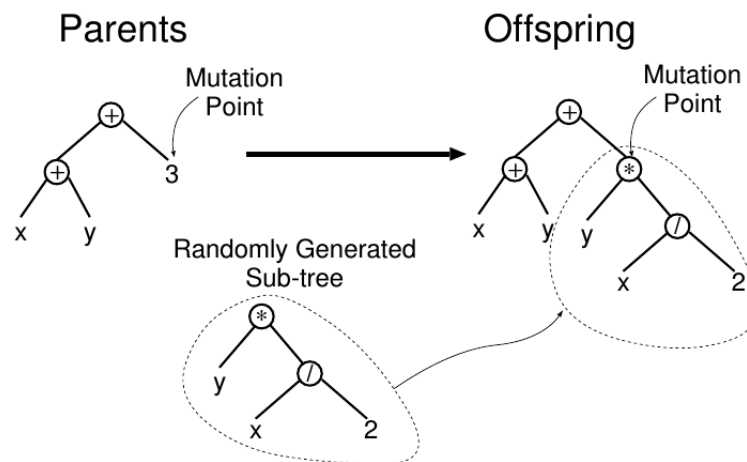 Parents
Offspring
Mutation
Point
Mutation
Point
+
+
+
3
+
*
x
y
x
y
y
/
x
2
Randomly Generated
Sub-tree
*
y
/
x
2